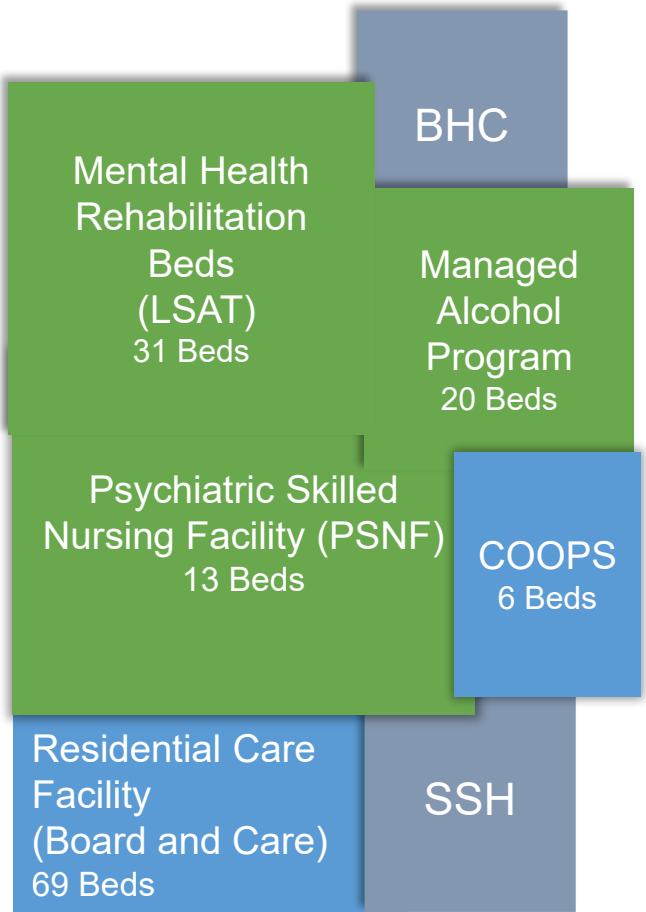 BHC
Mental Health
Rehabilitation
Beds
(LSAT)
31 Beds
Managed
Alcohol
Program
20 Beds
Psychiatric Skilled
Nursing Facility (PSNF)
13 Beds
COOPS
6 Beds
Residential Care
Facility
(Board and Care)
69 Beds
SSH